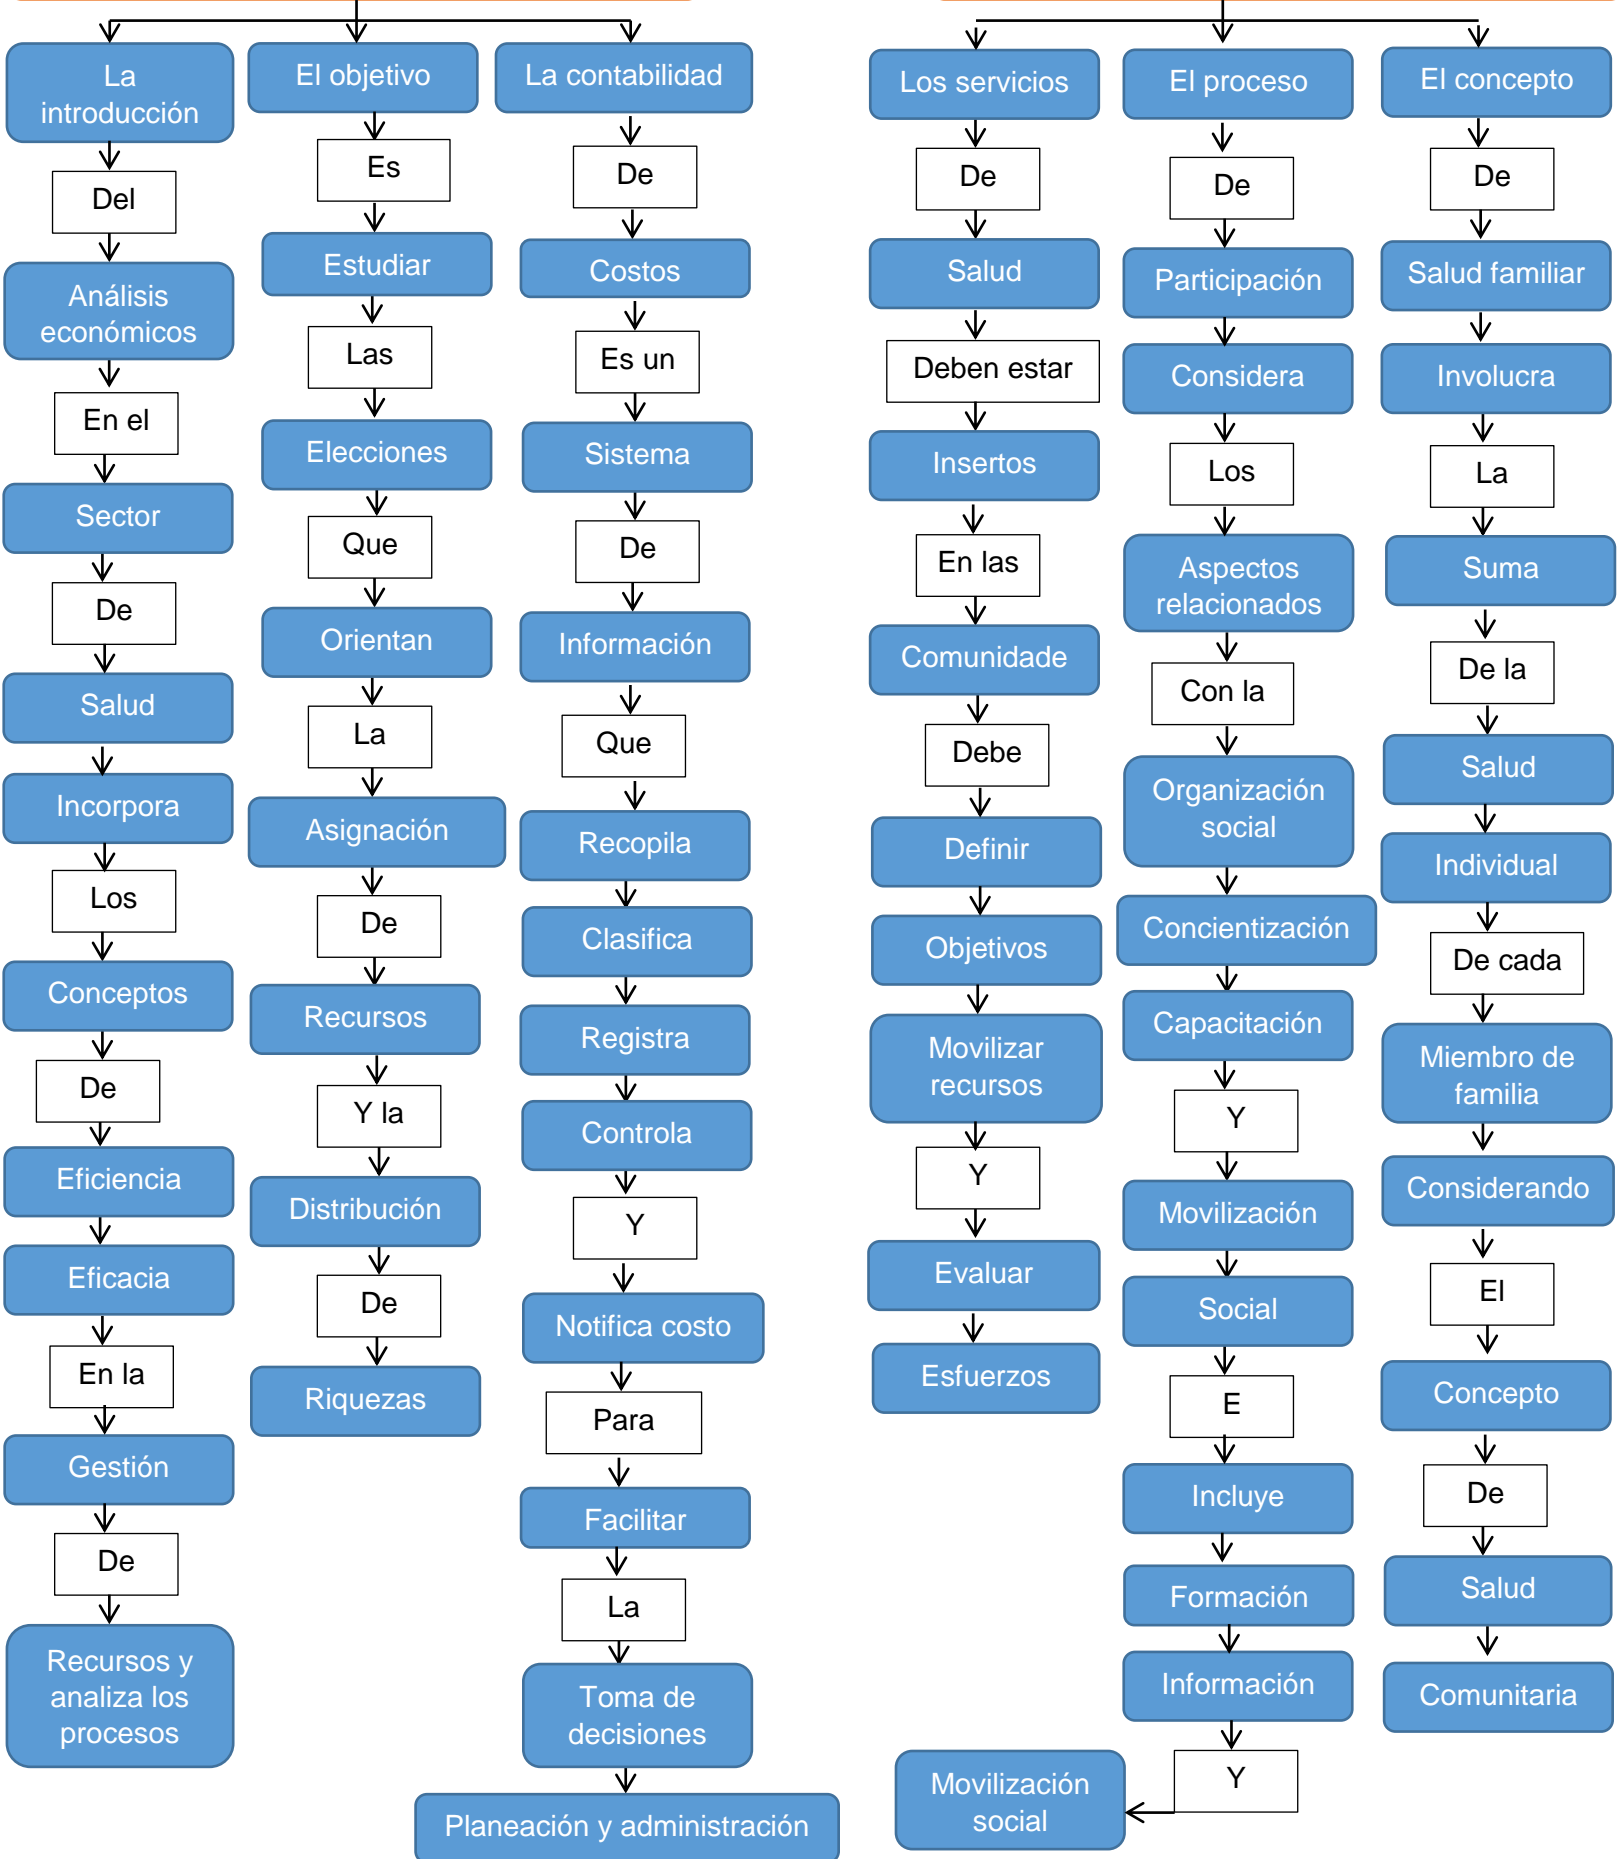 La
introducción
Del
Análisis
económicos
En el
Sector
De
Salud
Incorpora
Los
Conceptos
De
Eficiencia
Eficacia
En la
Gestión
De
Recursos y
analiza los
procesos
El objetivo
Es
Estudiar
Las
Elecciones
Que
Orientan
La
Asignación
De
Recursos
Y la
Distribución
De
Riquezas
La contabilidad
De
Costos
Es un
Sistema
De
Información
Que
Recopila
Clasifica
Registra
Controla
Y
Notifica costo
Para
Facilitar
La
Toma de
decisiones
Planeación y administración
Los servicios
De
Salud
Deben estar
Insertos
En las
Comunidade
Debe
Definir
Objetivos
Movilizar
recursos
Y
Evaluar
Esfuerzos
El proceso
De
Participación
Considera
Los
Aspectos
relacionados
Con la
Organización
social
Concientización
Capacitación
Y
Movilización
Social
E
Incluye
Formación
Información
Y
Movilización
social
El concepto
De
Salud familiar
Involucra
La
Suma
De la
Salud
Individual
De cada
Miembro de
familia
Considerando
El
Concepto
De
Salud
Comunitaria